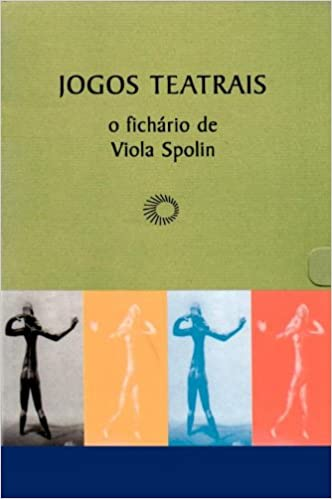 JOGOS TEATRAIS
o fichário de
Viola Spolin